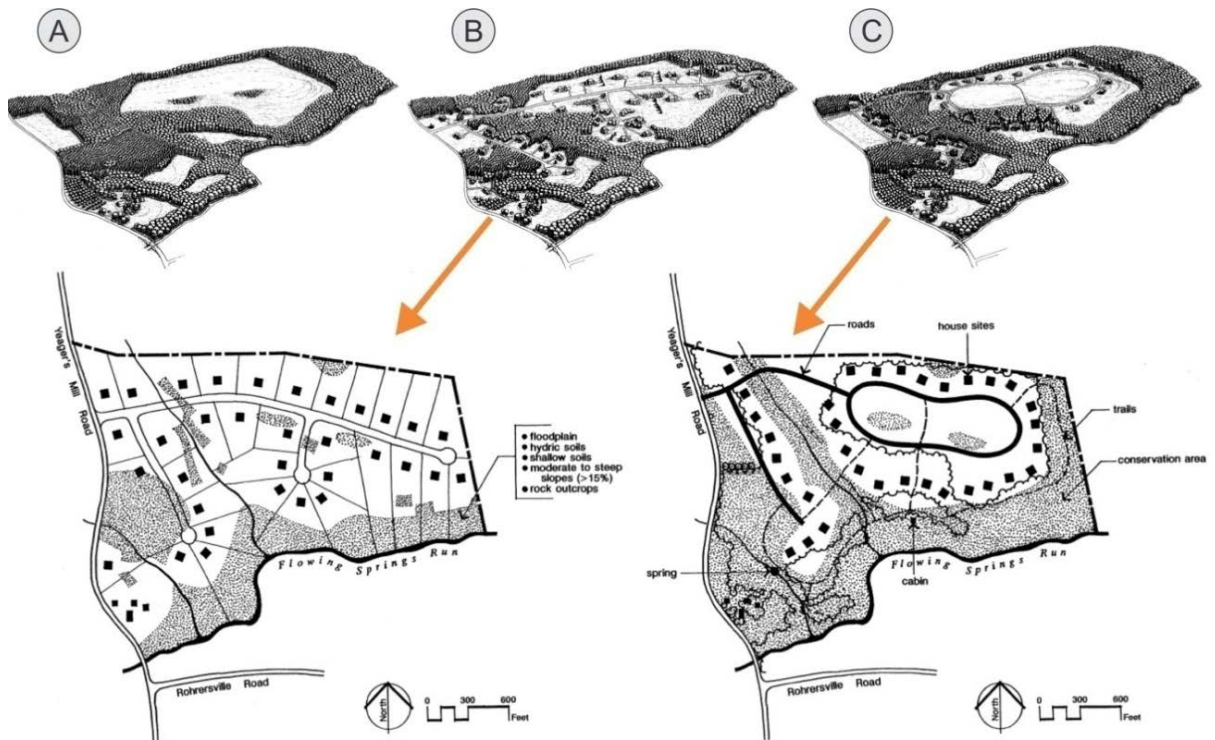 A
B
C
Yeager's Mill Road
floodplain
hydric soils
shallow soils
moderate to steep
slopes (>15%)
rock outcrops
Flowing Springs Run
Rohrersville Road
North
0 300 600
Feet
Yeager's Mill Road
roads
house sites
trails
conservation area
spring
cabin
Flowing Springs Run
Rohrersville Road
North
0 300 600
Feet